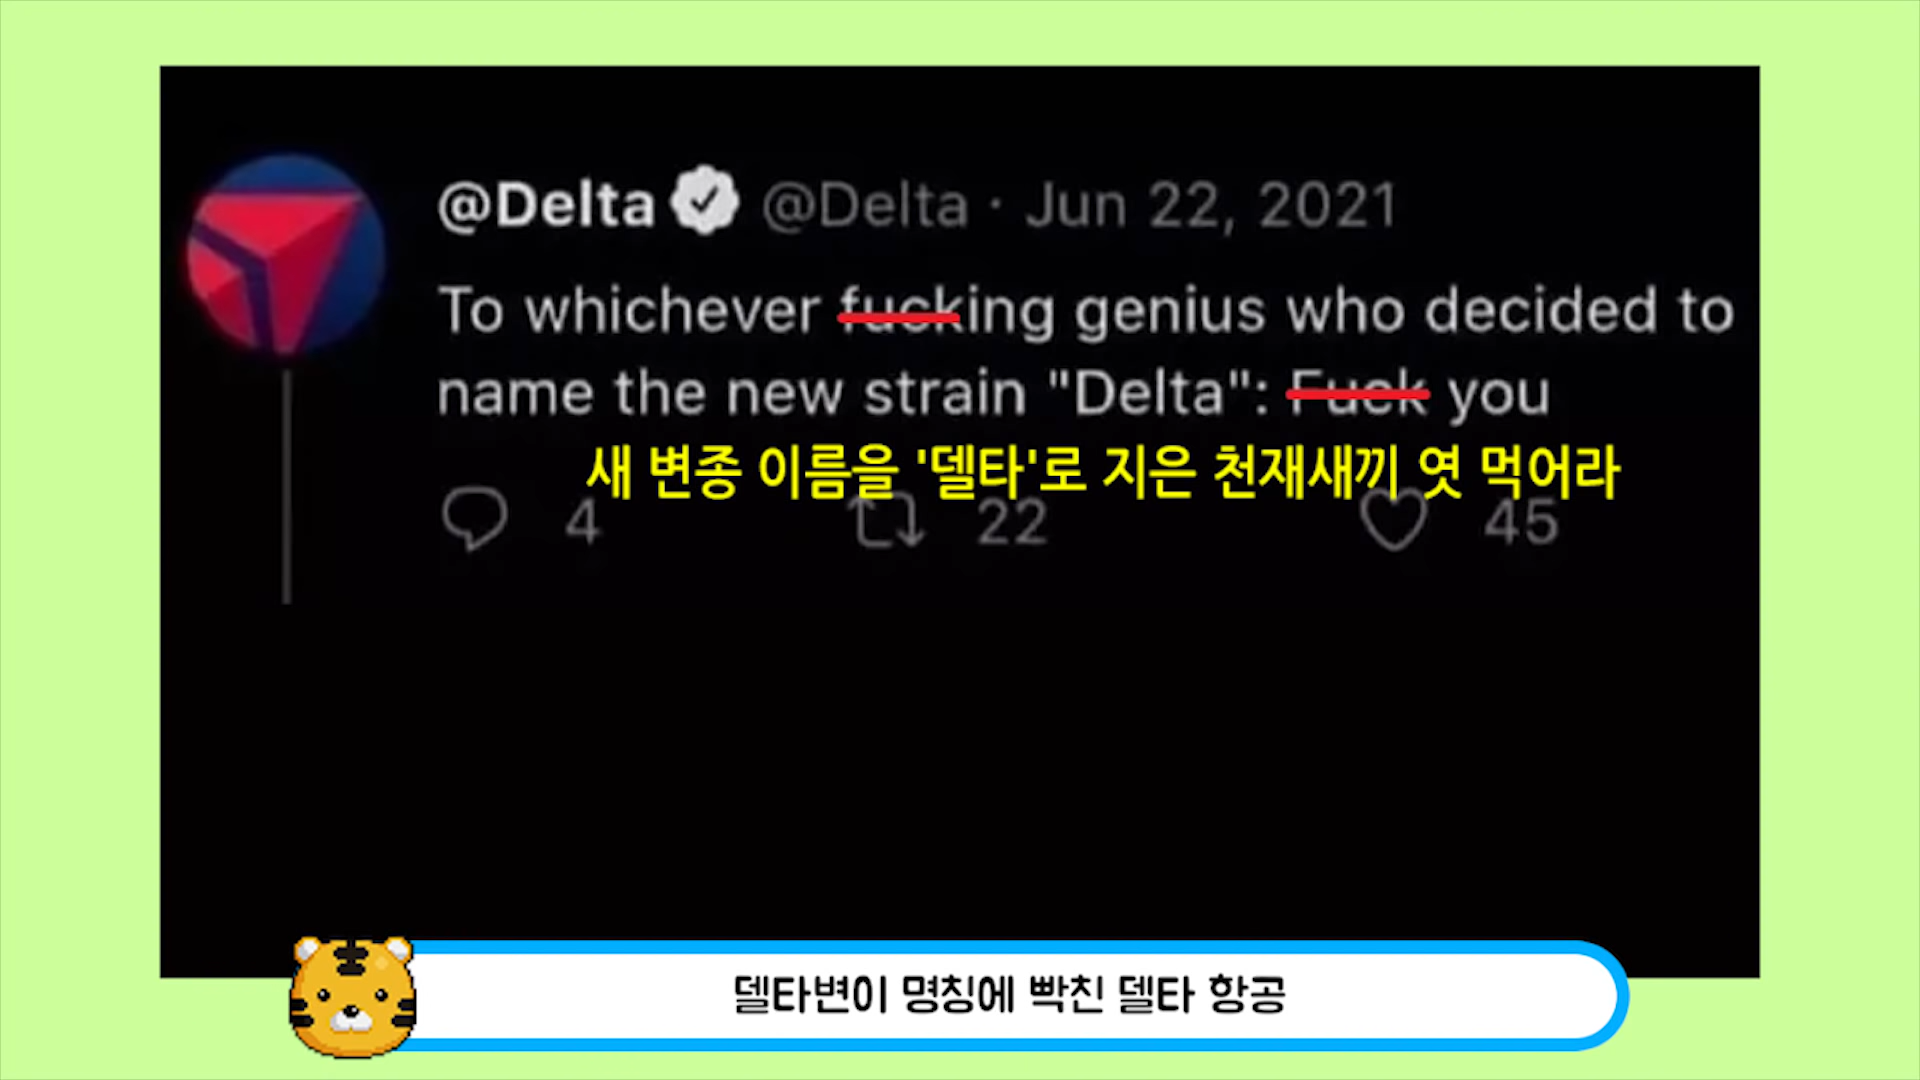 @Delta @Delta · Jun 22, 2021
To whichever fucking genius who decided to
name the new strain "Delta": Fuck you
새 변종 이름을 '델타'로 지은 천재새끼 엿 먹어라
4 22 45
델타변이 명칭에 빡친 델타 항공